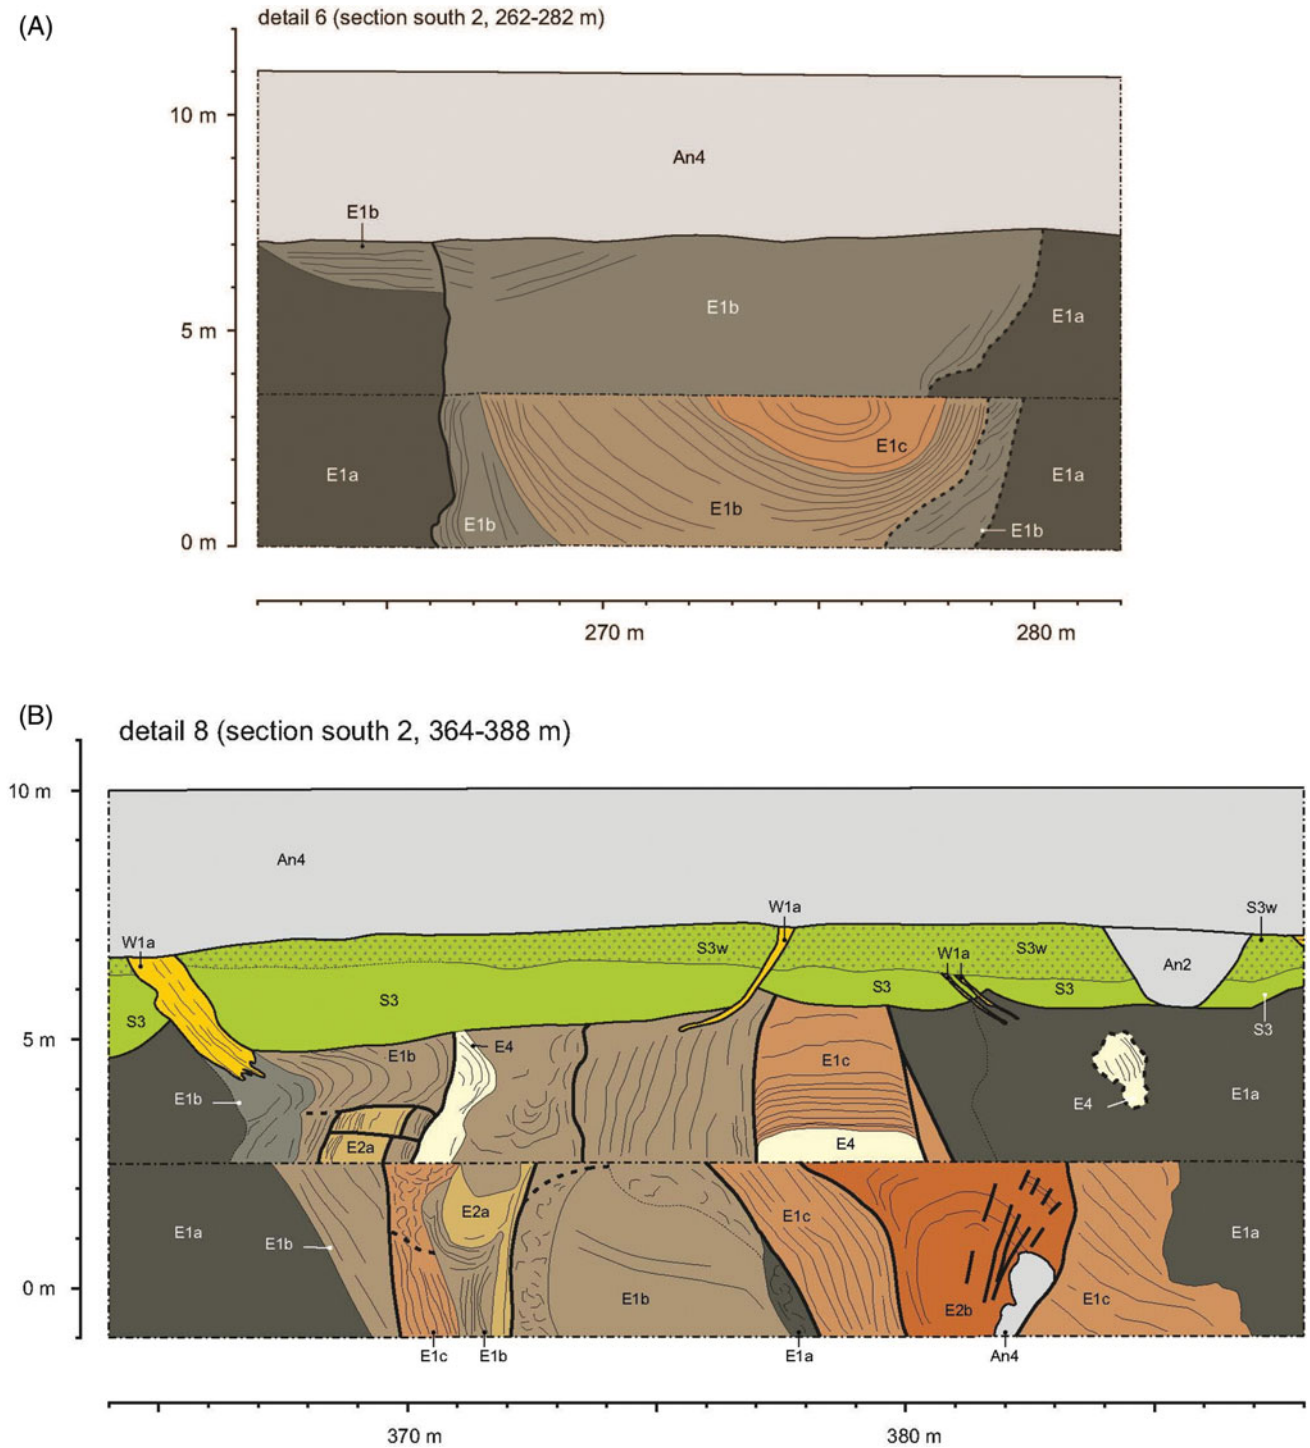 (A)
detail 6 (section south 2, 262-282 m)
10 m
An4
E1b
E1b
5 m
E1a
E1c
E1a
E1a
E1b
E1b
E1b
0 m
270 m
280 m
(B)
detail 8 (section south 2, 364-388 m)
10 m
An4
W1a
S3w
W1a
S3w
W1a
S3w
An2
S3
S3
S3
S3
S3
5 m
E1b
E4
E1c
E1b
E4
E1a
E2a
E4
E1a
E1b
E2a
E1c
E1a
0 m
E1b
E2b
E1c
E1c
E1b
E1a
An4
370 m
380 m